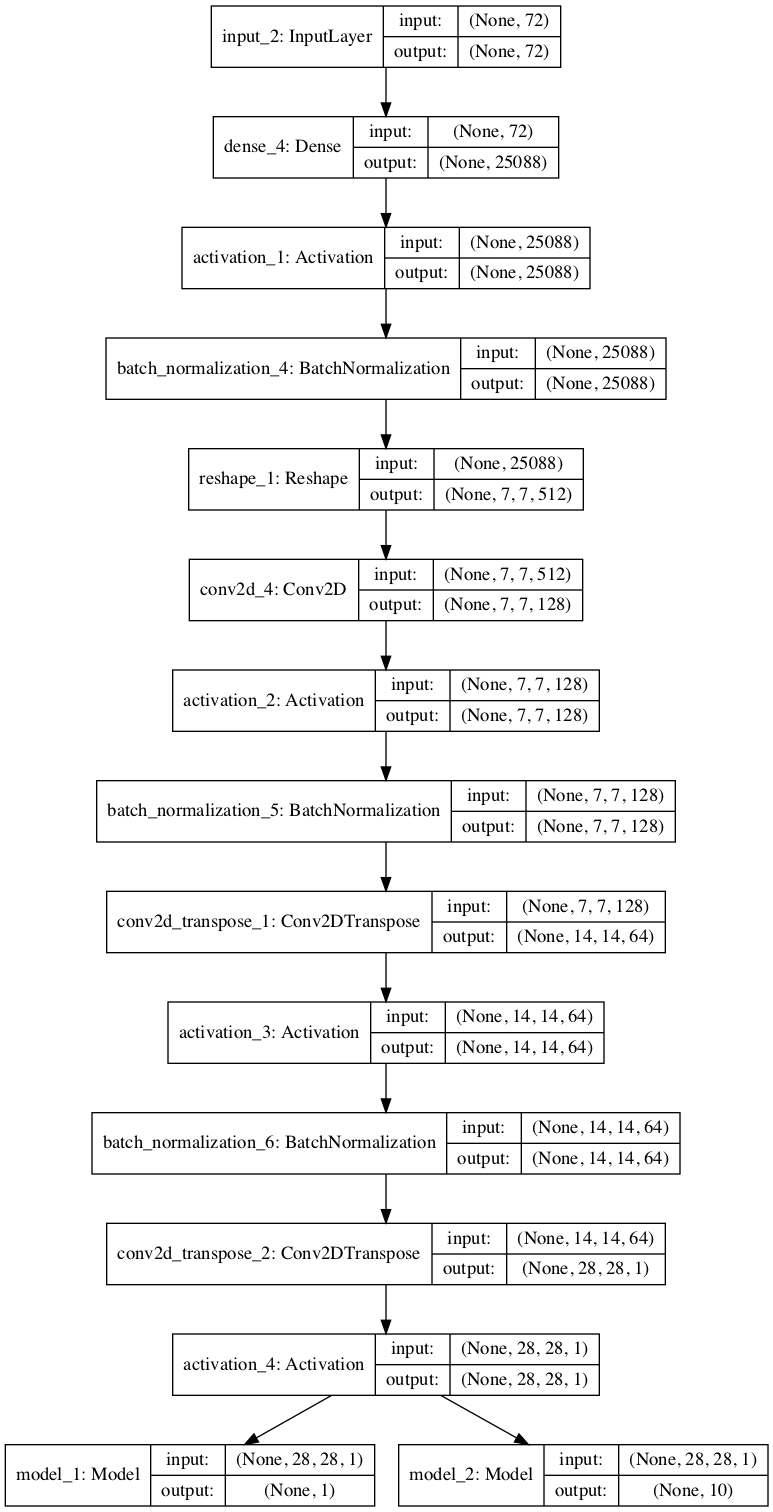 input_2: InputLayer
input: (None, 72)
output: (None, 72)
dense_4: Dense
input: (None, 72)
output: (None, 25088)
activation_1: Activation
input: (None, 25088)
output: (None, 25088)
batch_normalization_4: BatchNormalization
input: (None, 25088)
output: (None, 25088)
reshape_1: Reshape
input: (None, 25088)
output: (None, 7, 7, 512)
conv2d_4: Conv2D
input: (None, 7, 7, 512)
output: (None, 7, 7, 128)
activation_2: Activation
input: (None, 7, 7, 128)
output: (None, 7, 7, 128)
batch_normalization_5: BatchNormalization
input: (None, 7, 7, 128)
output: (None, 7, 7, 128)
conv2d_transpose_1: Conv2DTranspose
input: (None, 7, 7, 128)
output: (None, 14, 14, 64)
activation_3: Activation
input: (None, 14, 14, 64)
output: (None, 14, 14, 64)
batch_normalization_6: BatchNormalization
input: (None, 14, 14, 64)
output: (None, 14, 14, 64)
conv2d_transpose_2: Conv2DTranspose
input: (None, 14, 14, 64)
output: (None, 28, 28, 1)
activation_4: Activation
input: (None, 28, 28, 1)
output: (None, 28, 28, 1)
model_1: Model
input: (None, 28, 28, 1)
output: (None, 1)
model_2: Model
input: (None, 28, 28, 1)
output: (None, 10)